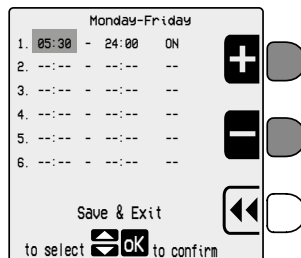 Monday-Friday
1. 05:30 - 24:00 ON
2. --:-- - --:-- --
3. --:-- - --:-- --
4. --:-- - --:-- --
5. --:-- - --:-- --
6. --:-- - --:-- --
Save & Exit
to select OK to confirm